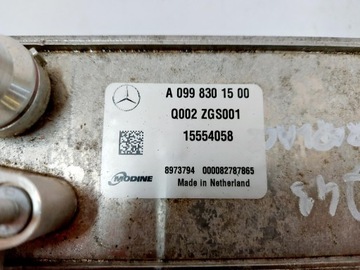 A 099 830 15 00
Q002 ZGS001
15554058
8973794 000082787865
MODINE Made in Netherland